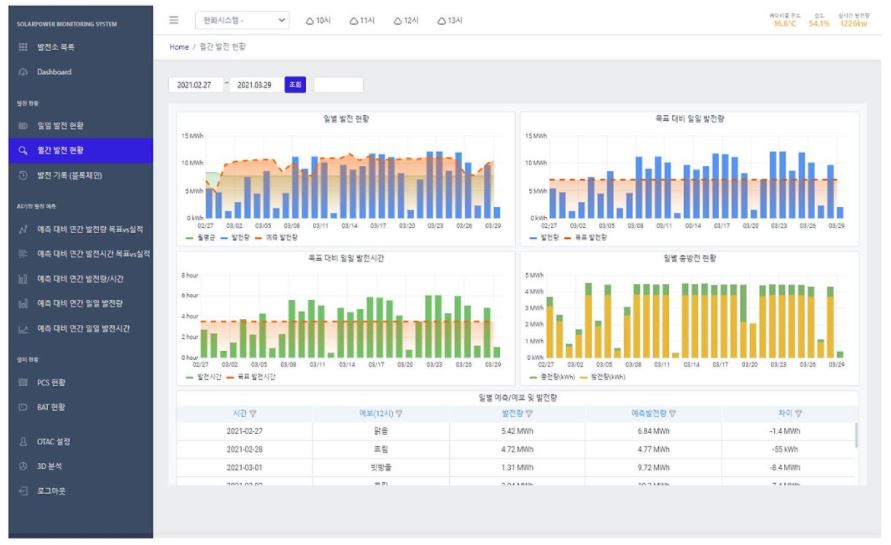 SOLARPOWER MONITORING SYSTEM
발전소 목록
Dashboard
발전 현황
일일 발전 현황
월간 발전 현황
발전 기록 (블록체인)
AI기반 발전 예측
예측 대비 연간 발전량 목표vs실적
예측 대비 연간 발전시간 목표vs실적
예측 대비 연간 발전량/시간
예측 대비 연간 일일 발전량
예측 대비 연간 일일 발전시간
설비 현황
PCS 현황
BAT 현황
OTAC 설정
3D 분석
로그아웃
한화시스템 -
10시 11시 12시 13시
습도 실시간 발전량
16.6°C 54.1% 1226kw
Home / 월간 발전 현황
2021.02.27 ~ 2021.03.29 조회
일별 발전 현황
15 MWh
10 MWh
5 MWh
0 kWh
02/27 03/02 03/05 03/08 03/11 03/14 03/17 03/20 03/23 03/26 03/29
월평균 발전량 예측 발전량
목표 대비 일일 발전량
15 MWh
10 MWh
5 MWh
0 kWh
02/27 03/02 03/05 03/08 03/11 03/14 03/17 03/20 03/23 03/26 03/29
발전량 목표 발전량
목표 대비 일일 발전시간
8 hour
6 hour
4 hour
2 hour
0 hour
02/27 03/02 03/05 03/08 03/11 03/14 03/17 03/20 03/23 03/26 03/29
발전시간 목표 발전시간
일별 충방전 현황
5 MWh
4 MWh
3 MWh
2 MWh
1 MWh
0 kWh
02/27 03/02 03/05 03/08 03/11 03/14 03/17 03/20 03/23 03/26 03/29
충전량(kWh) 방전량(kWh)
일별 예측/예보 및 발전량
시간 예보(12시) 발전량 예측발전량 차이
2021-02-27 맑음 5.42 MWh 6.84 MWh -1.4 MWh
2021-02-28 흐림 4.72 MWh 4.77 MWh -55 kWh
2021-03-01 빗방울 1.31 MWh 9.72 MWh -8.4 MWh